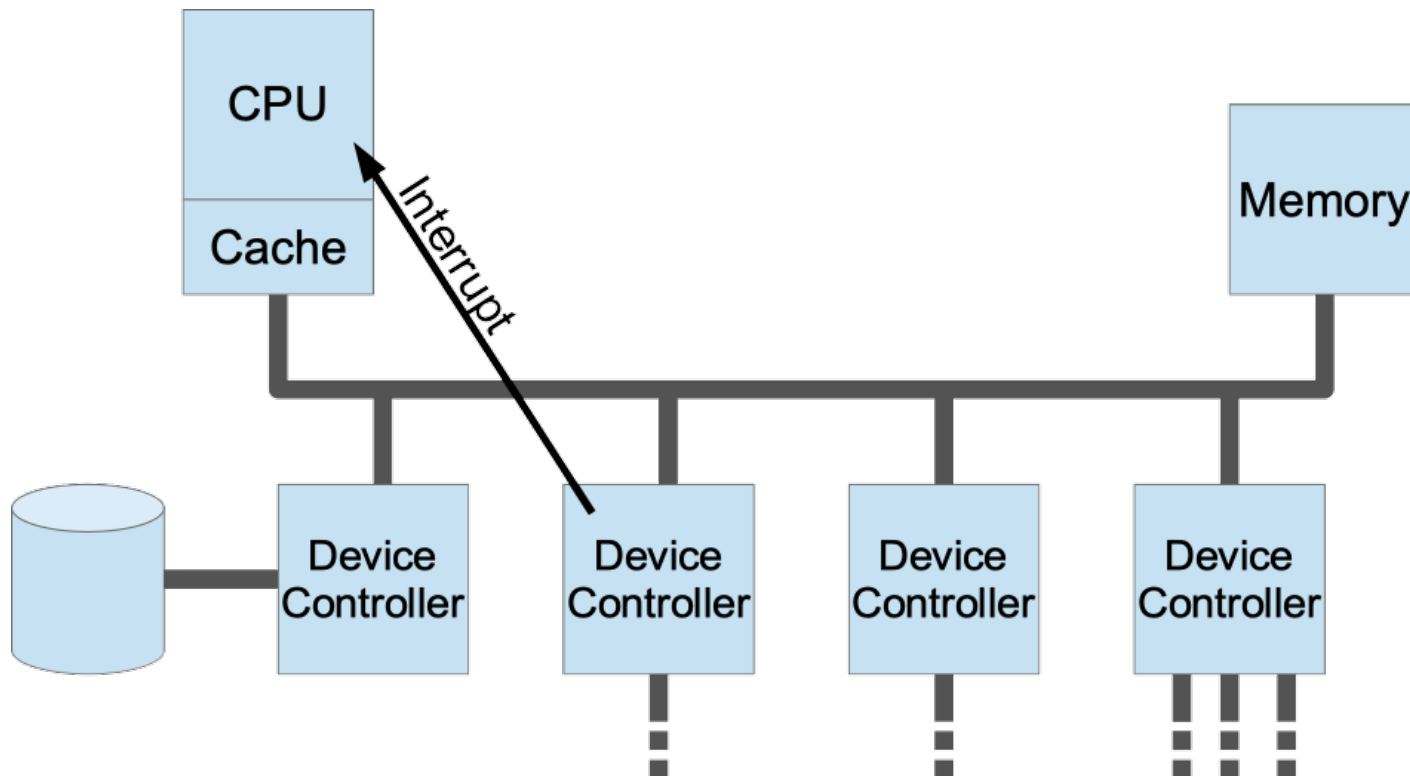 CPU
Cache
Interrupt
Memory
Device
Controller
Device
Controller
Device
Controller
Device
Controller